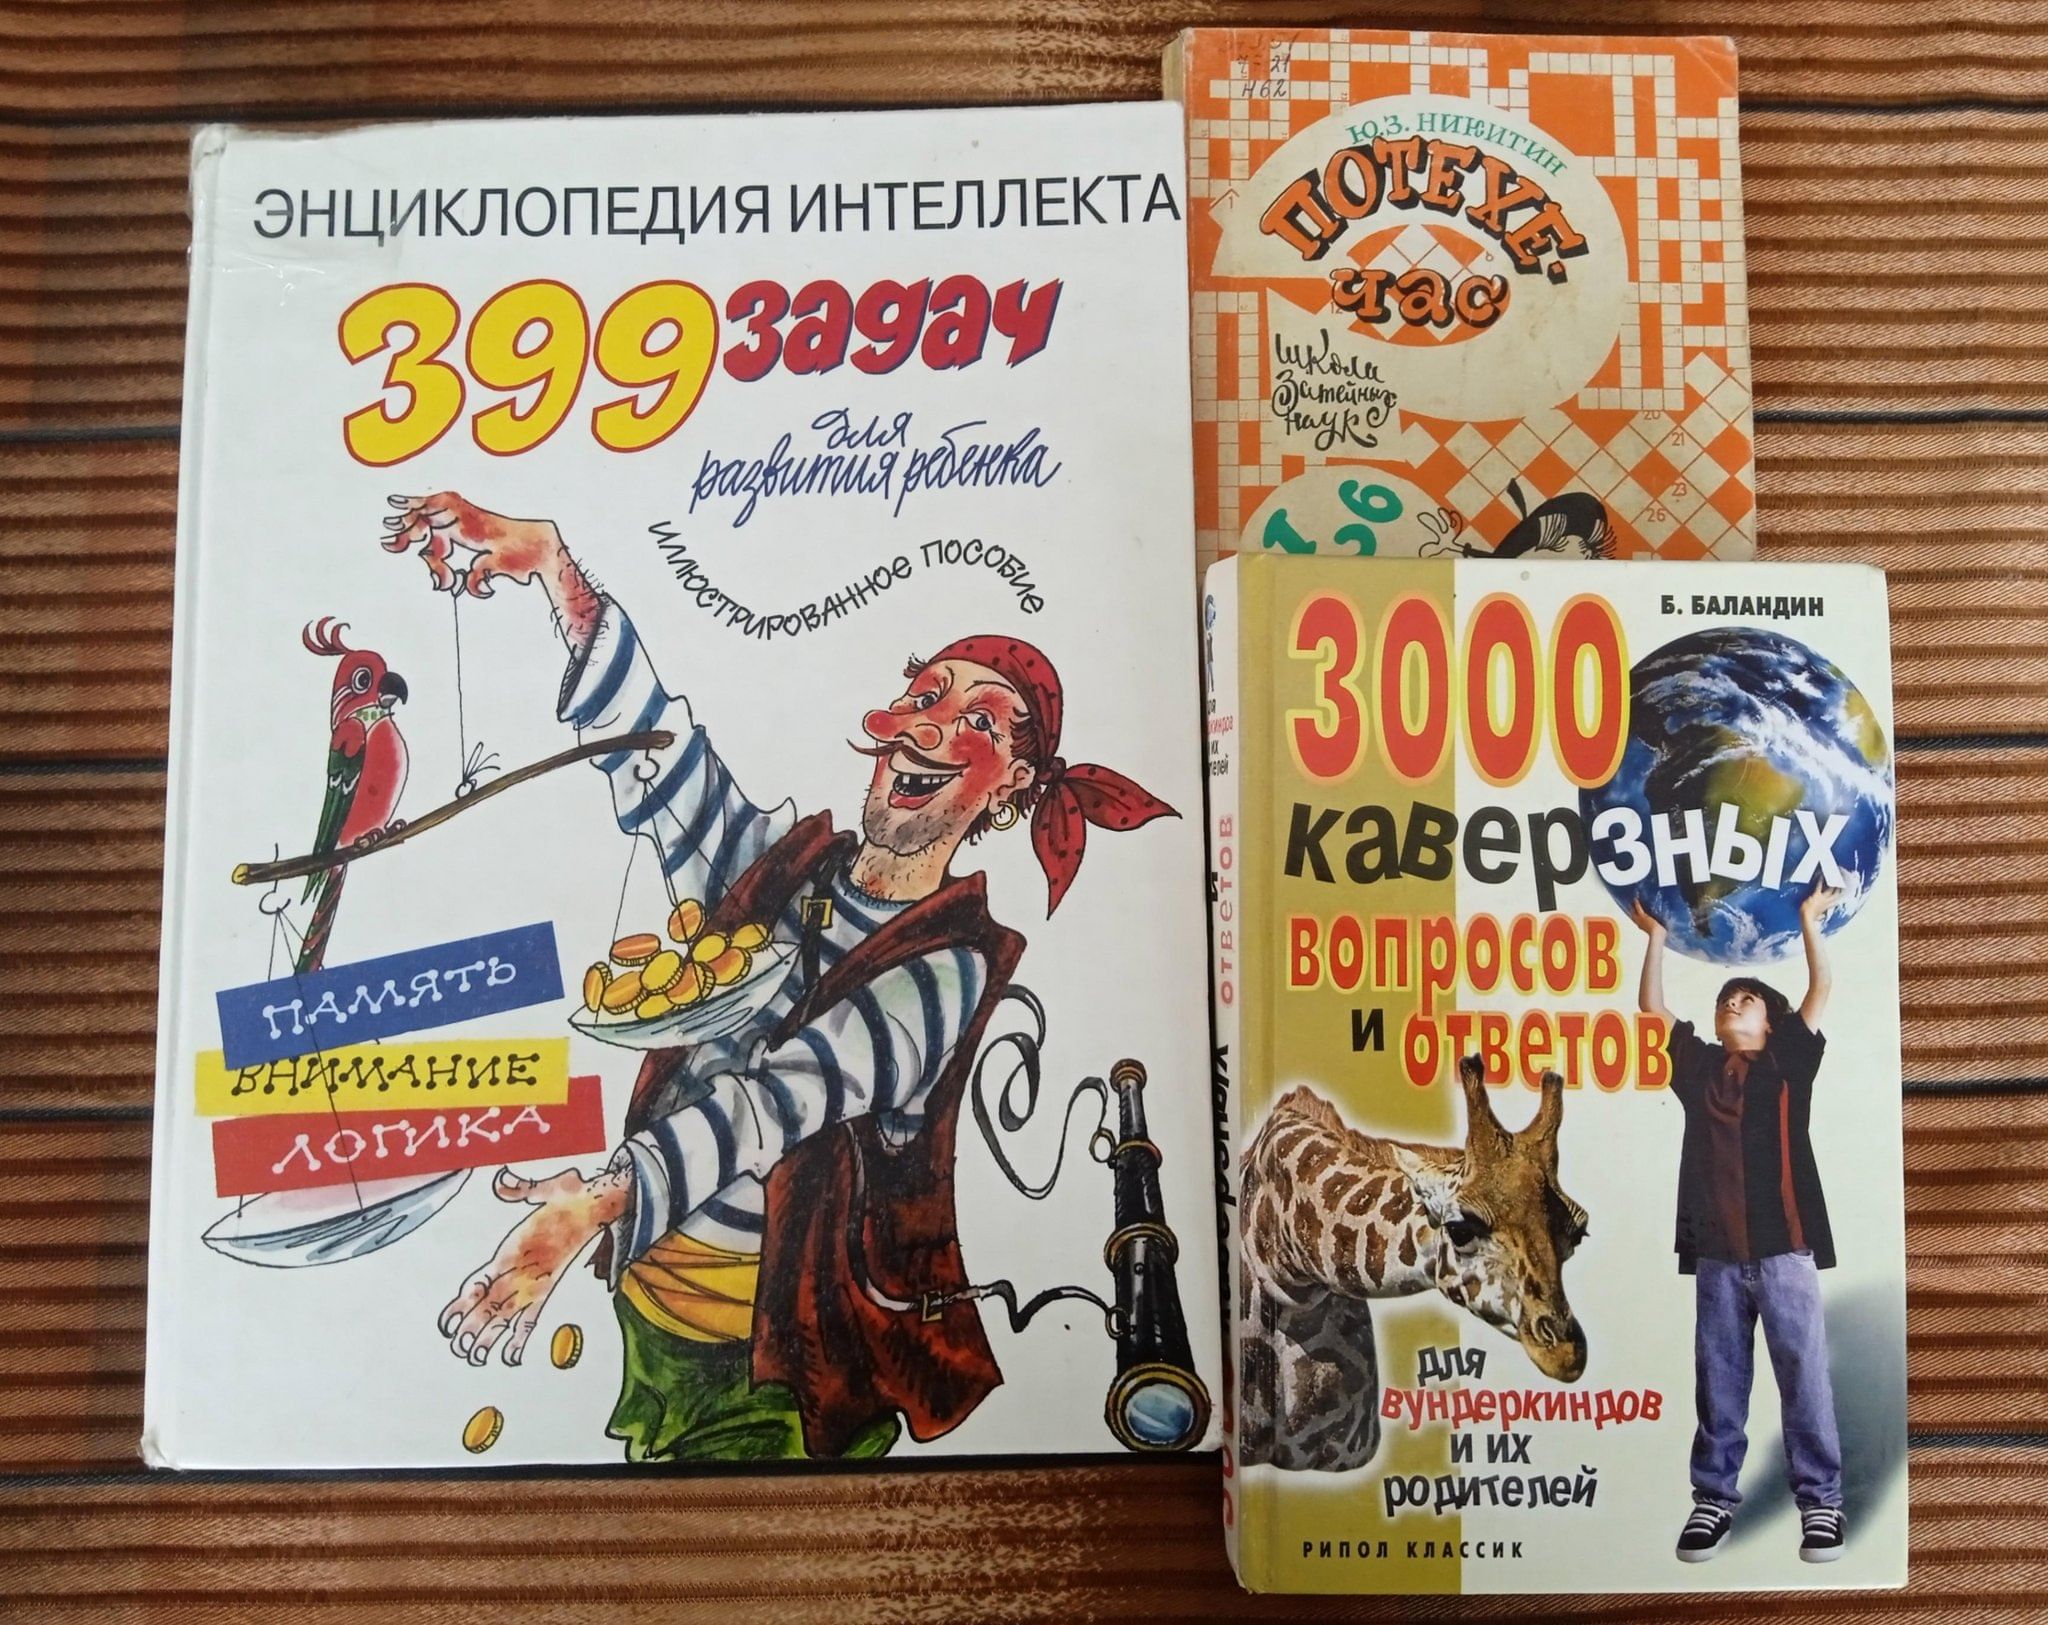 ЭНЦИКЛОПЕДИЯ ИНТЕЛЛЕКТА
399 задач
для
развития ребенка
ИЛЛЮСТРИРОВАННОЕ ПОСОБИЕ
ПАМЯТЬ
ВНИМАНИЕ
ЛОГИКА
Н62
Ю.З. НИКИТИН
ПОТЕХЕ-
час
школа
Затейных
наук
Б. БАЛАНДИН
3000
каверзных
вопросов
и ответов
для
вундеркиндов
и их
родителей
РИПОЛ КЛАССИК